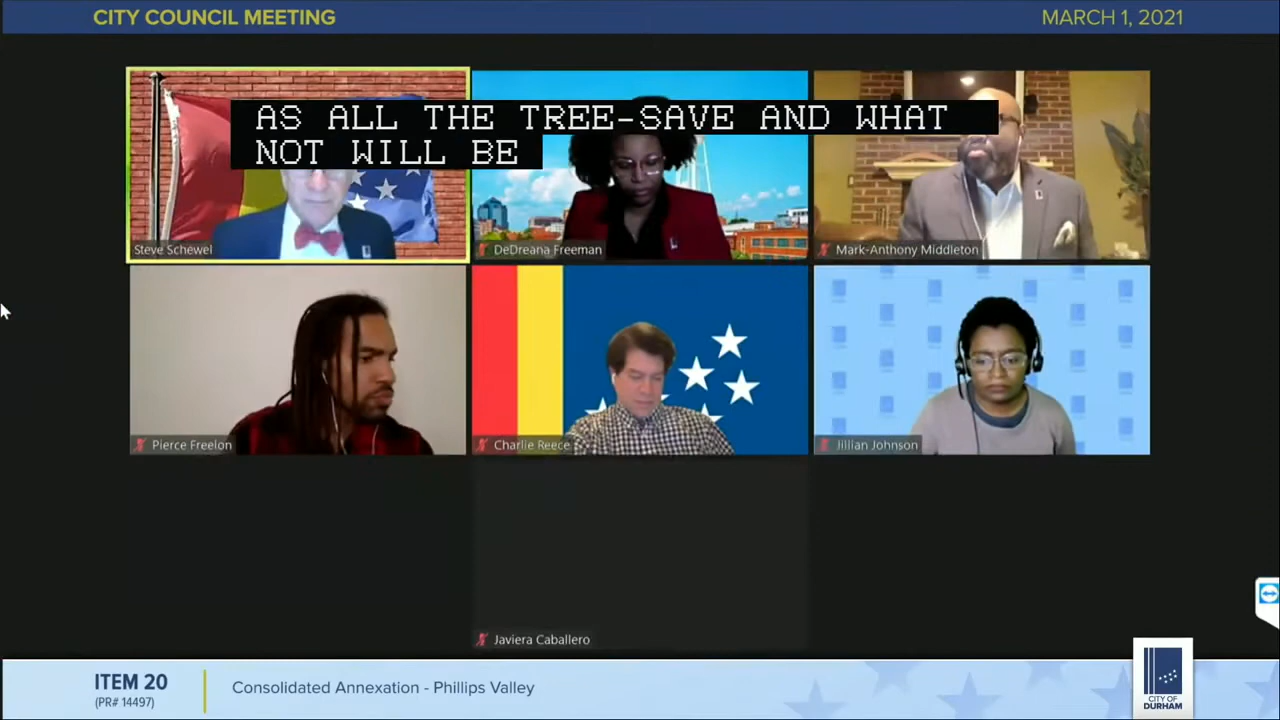 CITY COUNCIL MEETING
MARCH 1, 2021
AS ALL THE TREE-SAVE AND WHAT
NOT WILL BE
Steve Schewel
DeDreana Freeman
Mark-Anthony Middleton
Pierce Freelon
Charlie Reece
Jillian Johnson
Javiera Caballero
ITEM 20
(PR# 14497)
Consolidated Annexation - Phillips Valley
CITY OF
DURHAM